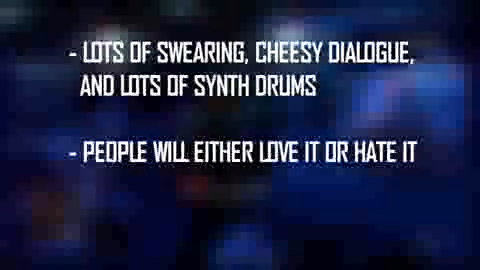 - LOTS OF SWEARING, CHEESY DIALOGUE,
AND LOTS OF SYNTH DRUMS
- PEOPLE WILL EITHER LOVE IT OR HATE IT